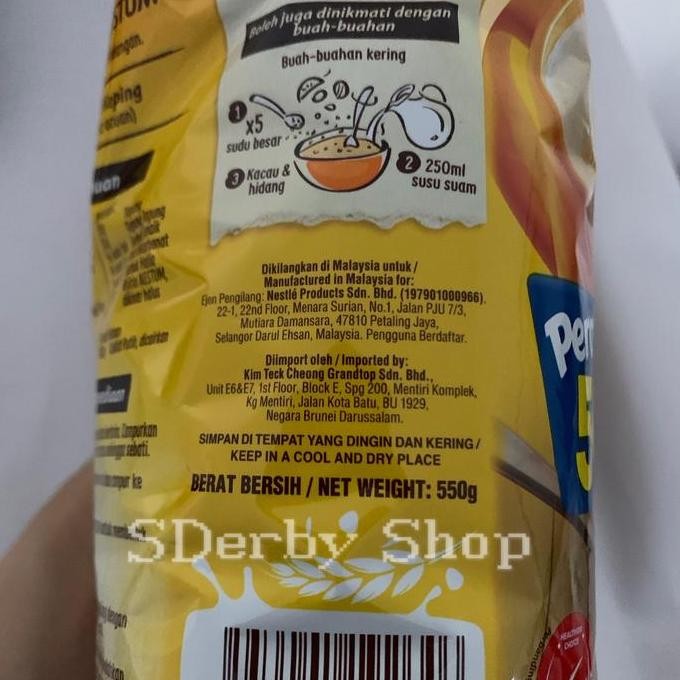 Boleh juga dinikmati dengan
buah-buahan
Buah-buahan kering
1
x5
sudu besar
2 250ml
susu suam
3 Kacau &
hidang
Dikilangkan di Malaysia untuk /
Manufactured in Malaysia for:
Ejen Pengilang: Nestlé Products Sdn. Bhd. (197901000966).
22-1, 22nd Floor, Menara Surian, No.1, Jalan PJU 7/3,
Mutiara Damansara, 47810 Petaling Jaya,
Selangor Darul Ehsan, Malaysia. Pengguna Berdaftar.
Diimport oleh / Imported by:
Kim Teck Cheong Grandtop Sdn. Bhd.,
Unit E6&E7, 1st Floor, Block E, Spg 200, Mentiri Komplek,
Kg Mentiri, Jalan Kota Batu, BU 1929,
Negara Brunei Darussalam.
SIMPAN DI TEMPAT YANG DINGIN DAN KERING /
KEEP IN A COOL AND DRY PLACE
BERAT BERSIH / NET WEIGHT: 550g
SDerby Shop
HEALTHIER
CHOICE